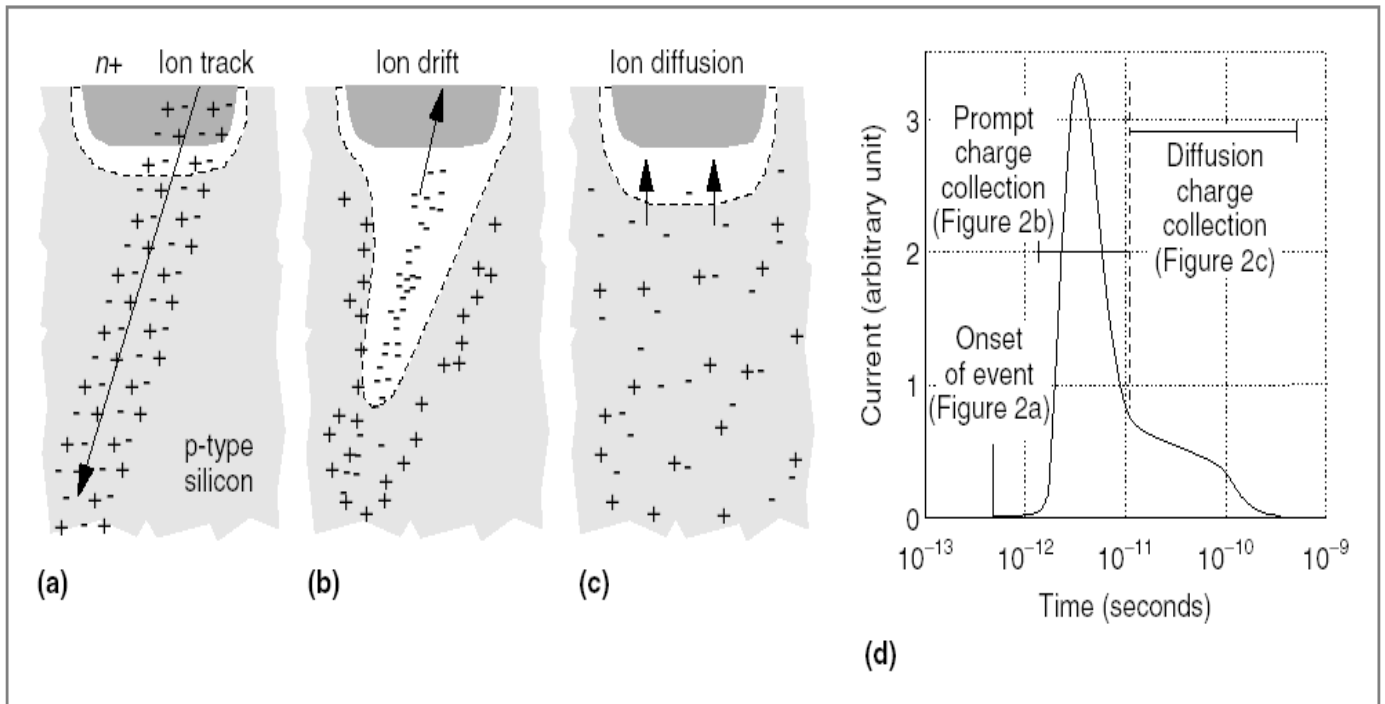 n+ Ion track
p-type
silicon
(a)
Ion drift
(b)
Ion diffusion
(c)
Current (arbitrary unit)
3
2
1
0
Prompt
charge
collection
(Figure 2b)
Diffusion
charge
collection
(Figure 2c)
Onset
of event
(Figure 2a)
10⁻¹³ 10⁻¹² 10⁻¹¹ 10⁻¹⁰ 10⁻⁹
Time (seconds)
(d)